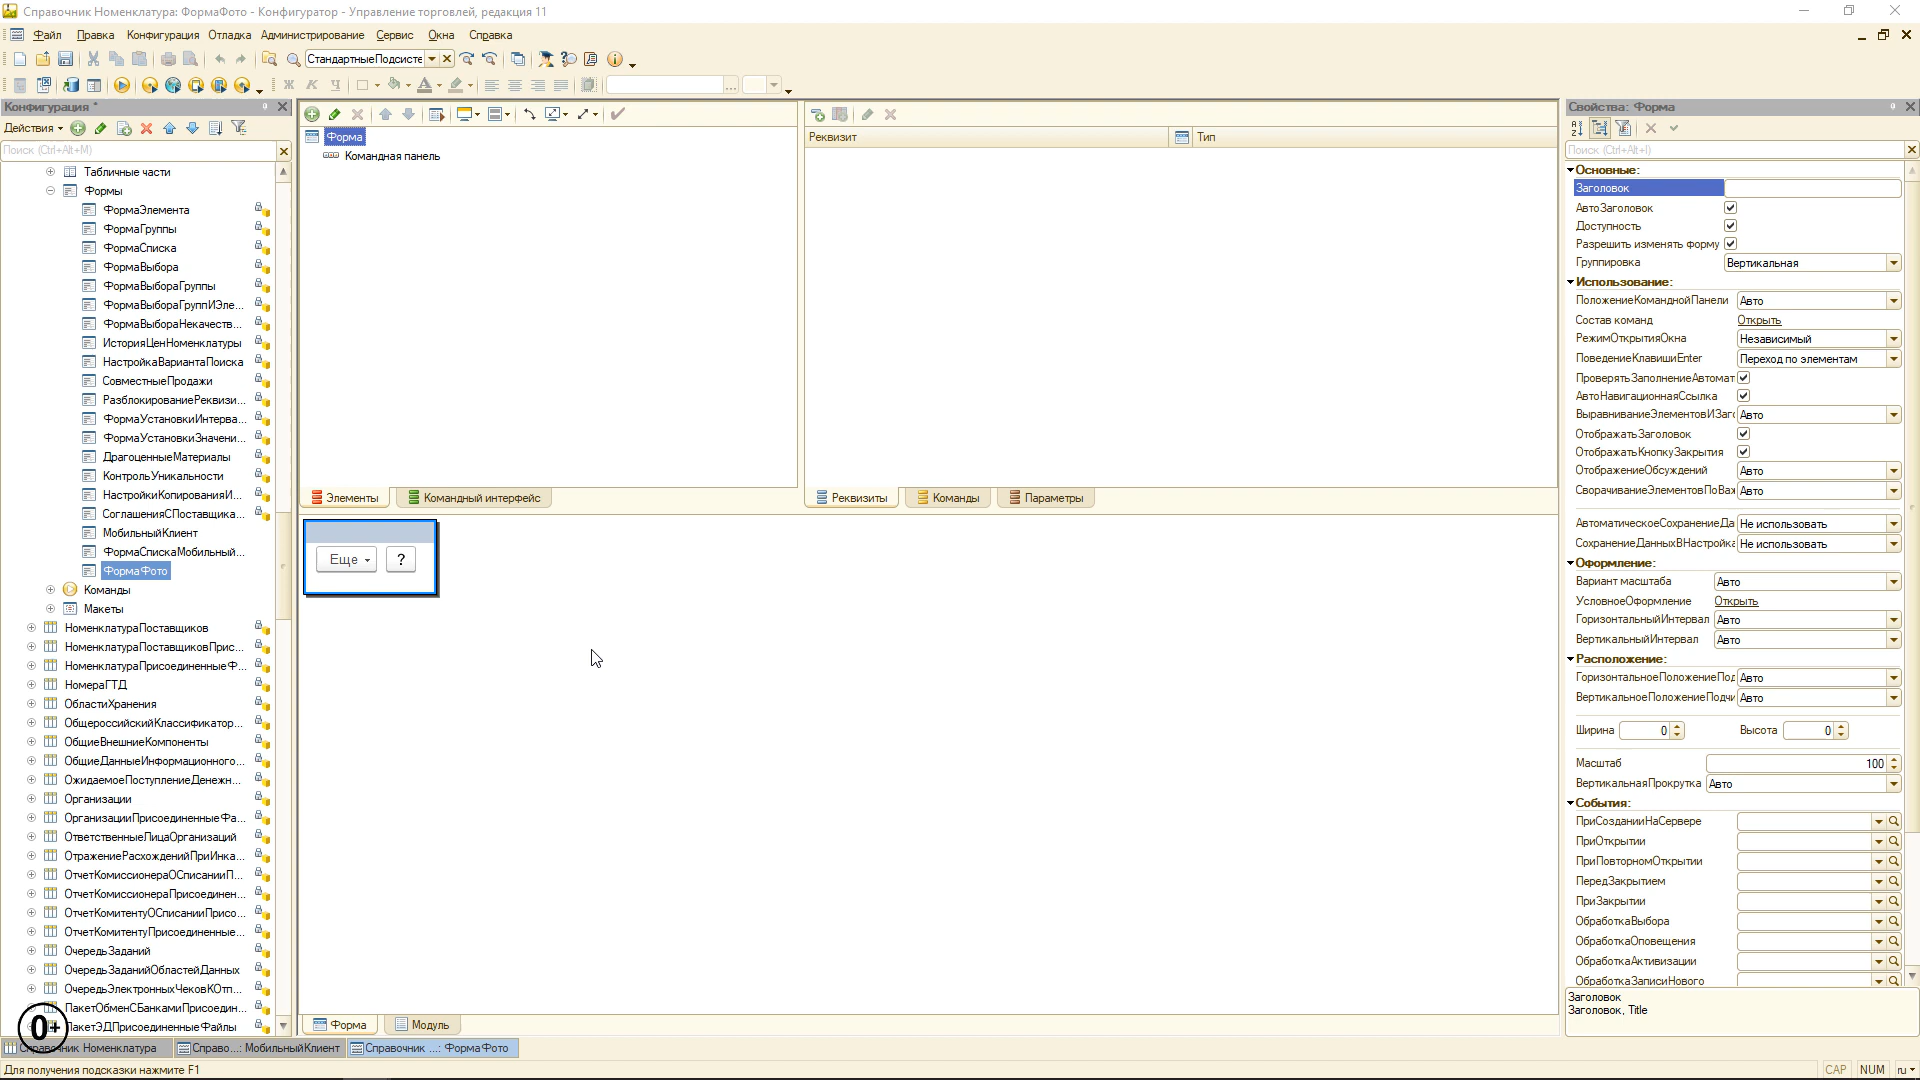 Справочник Номенклатура: ФормаФото - Конфигуратор - Управление торговлей, редакция 11
Файл Правка Конфигурация Отладка Администрирование Сервис Окна Справка
СтандартныеПодсисте
Ж К Ч
Конфигурация *
Действия
Поиск (Ctrl+Alt+M)
Табличные части
Формы
ФормаЭлемента
ФормаГруппы
ФормаСписка
ФормаВыбора
ФормаВыбораГруппы
ФормаВыбораГруппИЭле...
ФормаВыбораНекачеств...
ИсторияЦенНоменклатуры
НастройкаВариантаПоиска
СовместныеПродажи
РазблокированиеРеквизи...
ФормаУстановкиИнтерва...
ФормаУстановкиЗначени...
ДрагоценныеМатериалы
КонтрольУникальности
НастройкиКопированияИ...
СоглашенияСПоставщика...
МобильныйКлиент
ФормаСпискаМобильный...
ФормаФото
Команды
Макеты
НоменклатураПоставщиков
НоменклатураПоставщиковПрис...
НоменклатураПрисоединенныеФ...
НомераГТД
ОбластиХранения
ОбщероссийскийКлассификатор...
ОбщиеВнешниеКомпоненты
ОбщиеДанныеИнформационного...
ОжидаемоеПоступлениеДенежн...
Организации
ОрганизацииПрисоединенныеФа...
ОтветственныеЛицаОрганизаций
ОтражениеРасхожденийПриИнка...
ОтчетКомиссионераОСписанииП...
ОтчетКомиссионераПрисоединен...
ОтчетКомитентуОСписанииПрисо...
ОтчетКомитентуПрисоединенные...
ОчередьЗаданий
ОчередьЗаданийОбластейДанных
ОчередьЭлектронныхЧековКОтп...
ПакетОбменСБанкамиПрисоедин...
ПакетЭДПрисоединенныеФайлы
0+
Форма
Командная панель
Элементы Командный интерфейс
Реквизит Тип
Реквизиты Команды Параметры
Еще ?
Форма Модуль
Свойства: Форма
Поиск (Ctrl+Alt+I)
Основные:
Заголовок
АвтоЗаголовок
Доступность
Разрешить изменять форму
Группировка Вертикальная
Использование:
ПоложениеКоманднойПанели Авто
Состав команд Открыть
РежимОткрытияОкна Независимый
ПоведениеКлавишиEnter Переход по элементам
ПроверятьЗаполнениеАвтомат
АвтоНавигационнаяСсылка
ВыравниваниеЭлементовИЗаго Авто
ОтображатьЗаголовок
ОтображатьКнопкуЗакрытия
ОтображениеОбсуждений Авто
СворачиваниеЭлементовПоВаж Авто
АвтоматическоеСохранениеДа Не использовать
СохранениеДанныхВНастройка Не использовать
Оформление:
Вариант масштаба Авто
УсловноеОформление Открыть
ГоризонтальныйИнтервал Авто
ВертикальныйИнтервал Авто
Расположение:
ГоризонтальноеПоложениеПод Авто
ВертикальноеПоложениеПодчи Авто
Ширина 0 Высота 0
Масштаб 100
ВертикальнаяПрокрутка Авто
События:
ПриСозданииНаСервере
ПриОткрытии
ПриПовторномОткрытии
ПередЗакрытием
ПриЗакрытии
ОбработкаВыбора
ОбработкаОповещения
ОбработкаАктивизации
ОбработкаЗаписиНового
Заголовок
Заголовок, Title
Справочник Номенклатура Справо...: МобильныйКлиент Справочник ...: ФормаФото
Для получения подсказки нажмите F1 CAP NUM ru